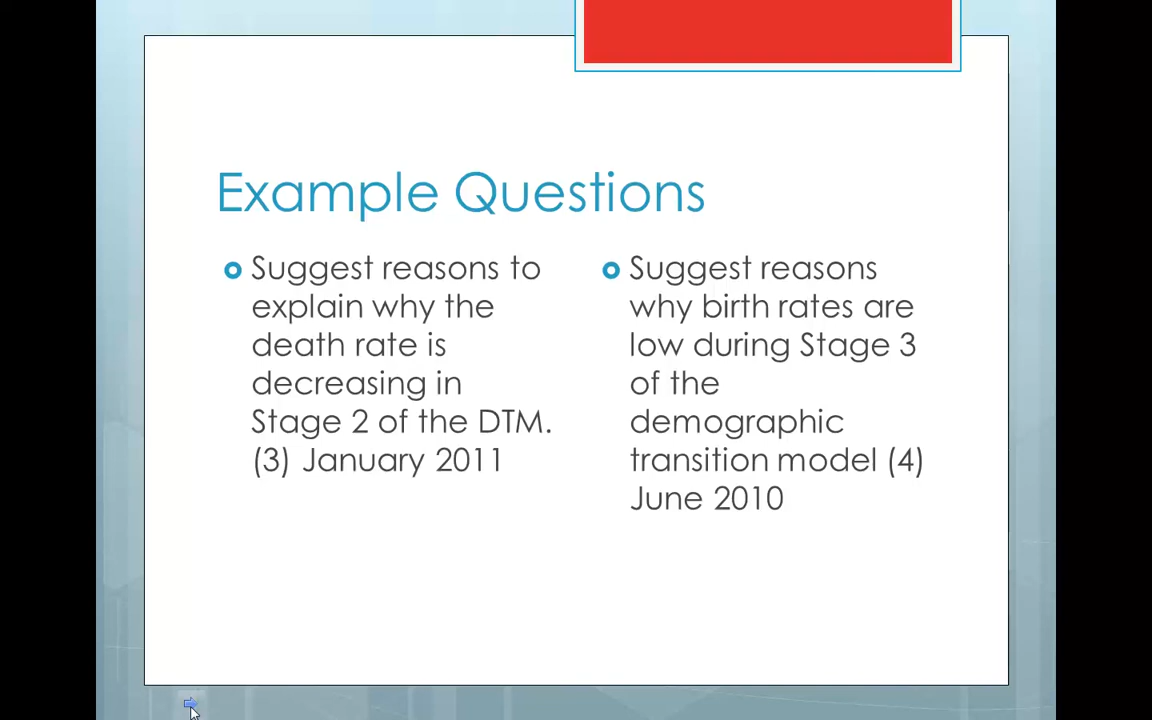 Example Questions
Suggest reasons to
explain why the
death rate is
decreasing in
Stage 2 of the DTM.
(3) January 2011
Suggest reasons
why birth rates are
low during Stage 3
of the
demographic
transition model (4)
June 2010